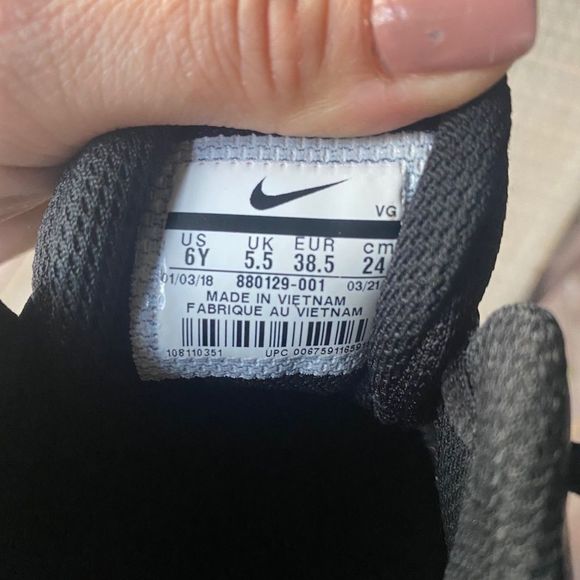 VG
US UK EUR cm
6Y 5.5 38.5 24
01/03/18 880129-001 03/21
MADE IN VIETNAM
FABRIQUE AU VIETNAM
108110351 UPC